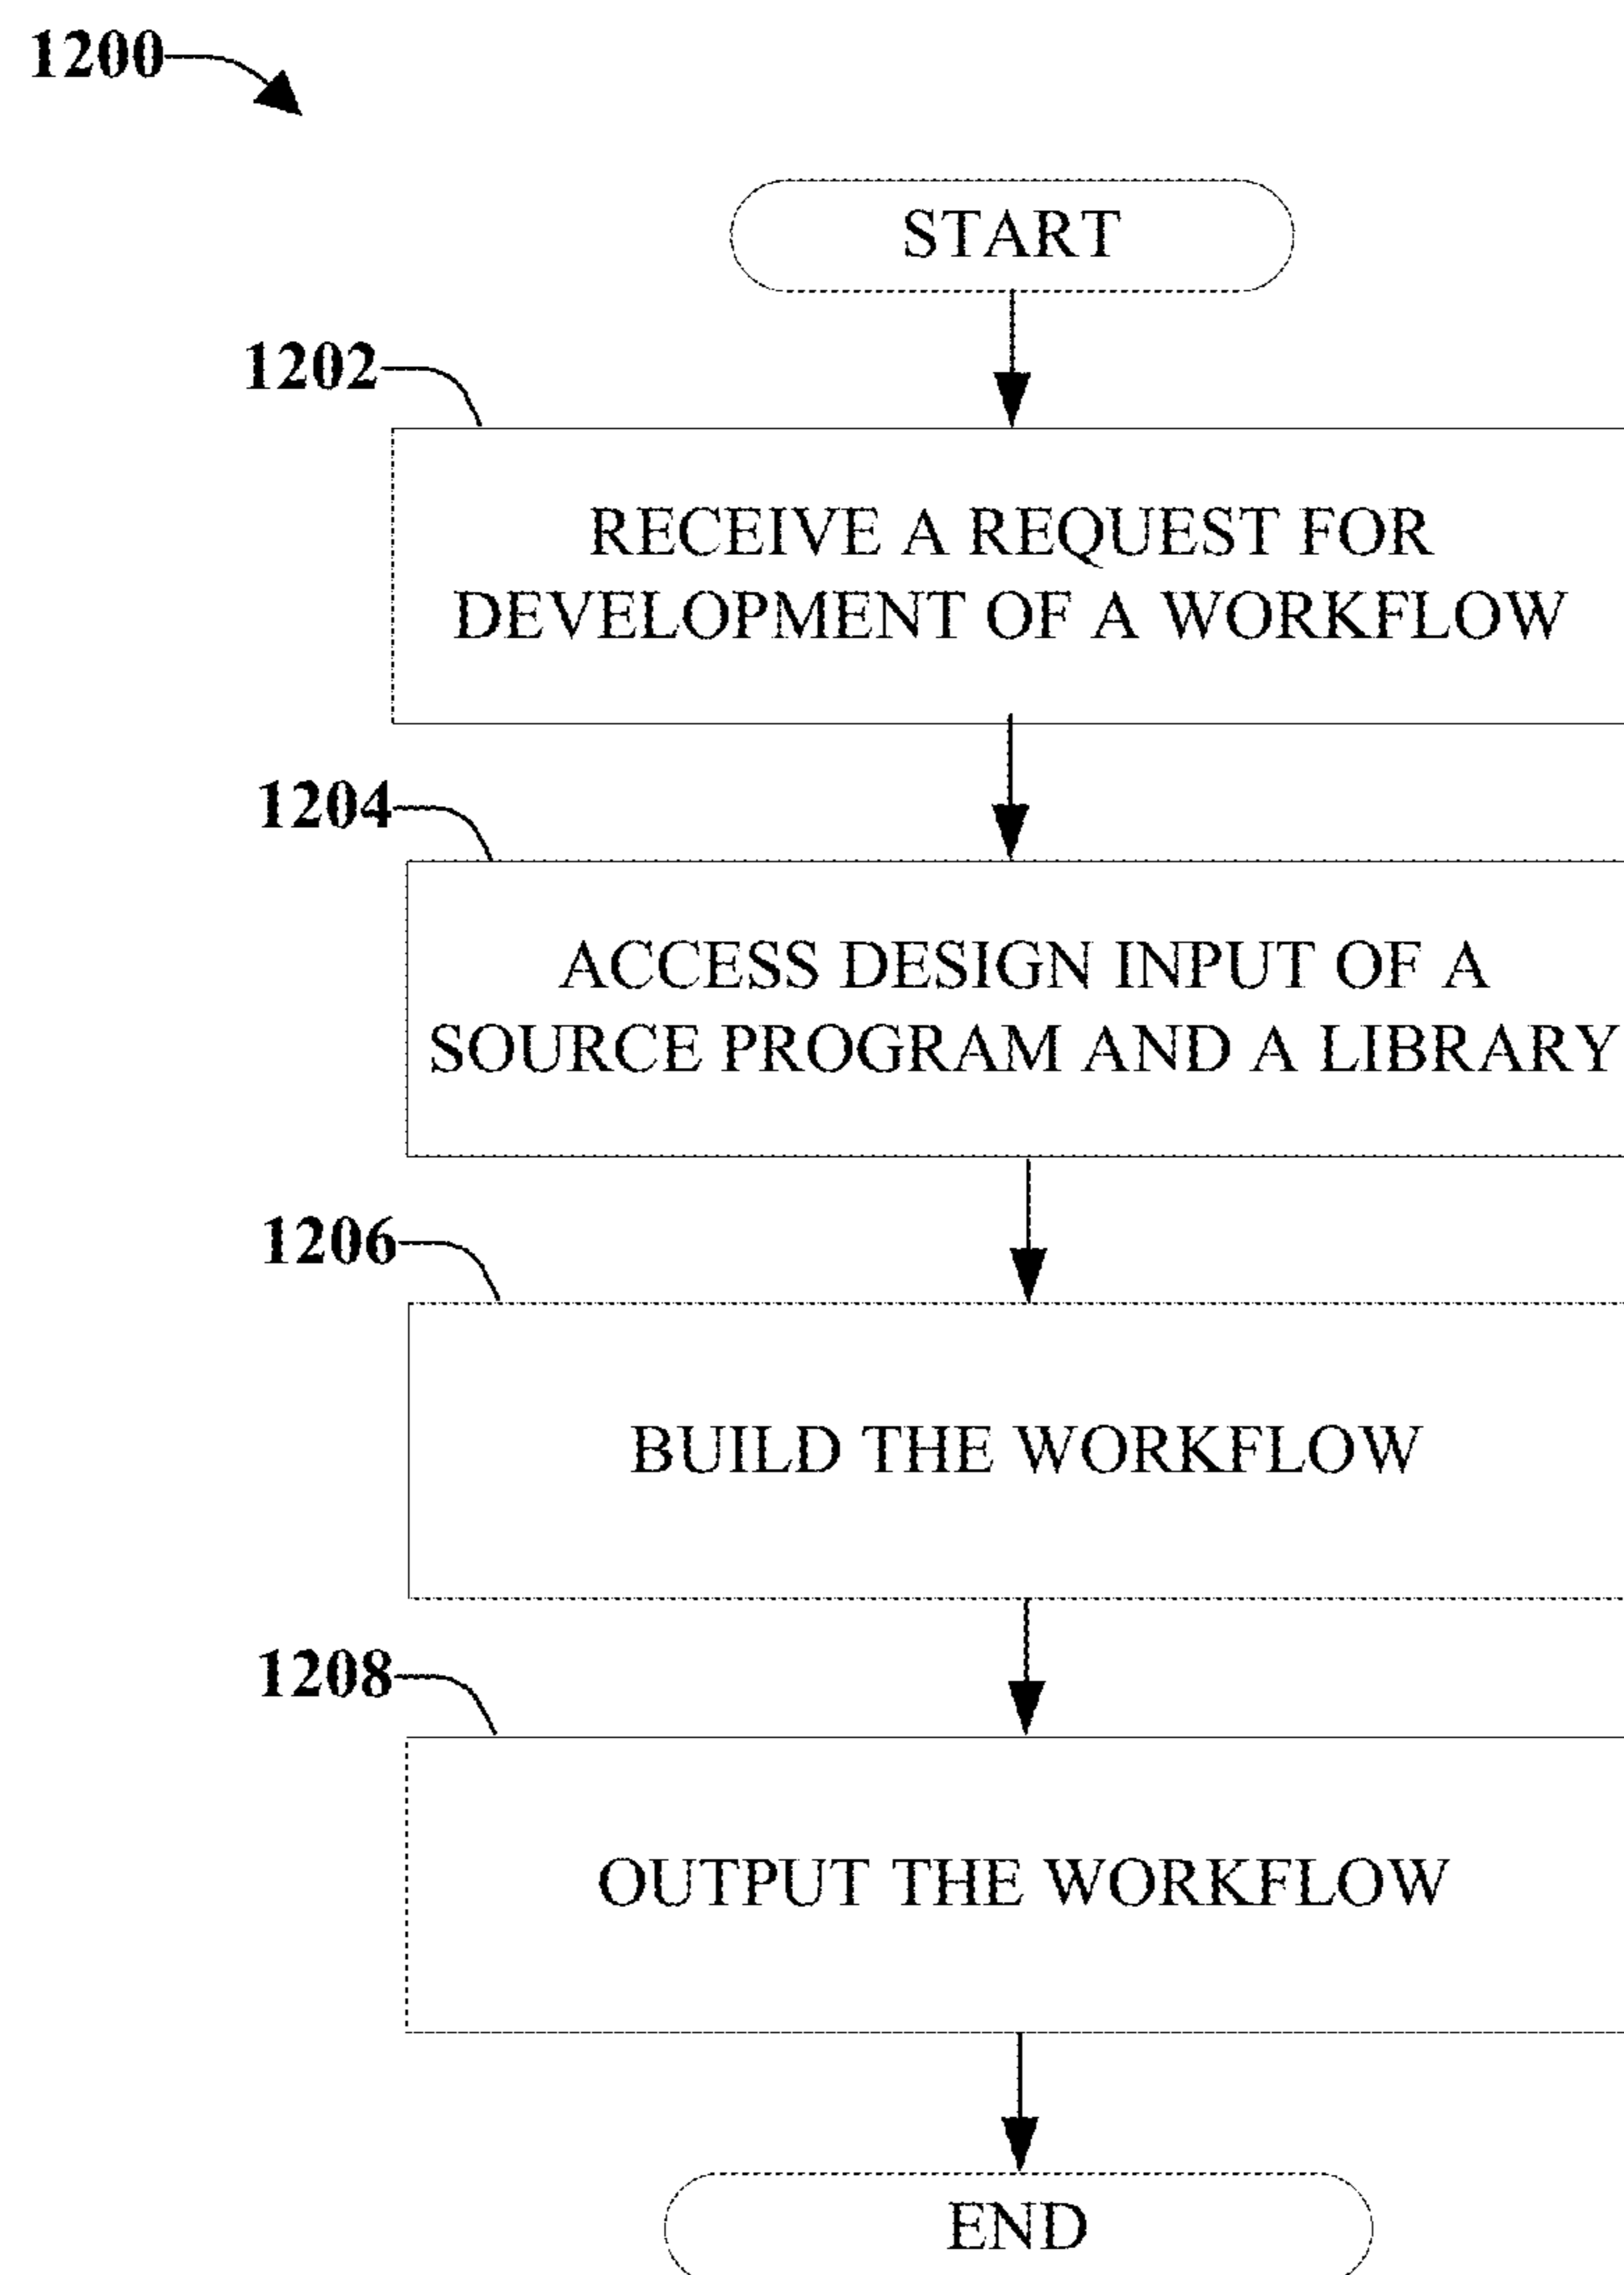 1200
START
1202
RECEIVE A REQUEST FOR
DEVELOPMENT OF A WORKFLOW
1204
ACCESS DESIGN INPUT OF A
SOURCE PROGRAM AND A LIBRARY
1206
BUILD THE WORKFLOW
1208
OUTPUT THE WORKFLOW
END